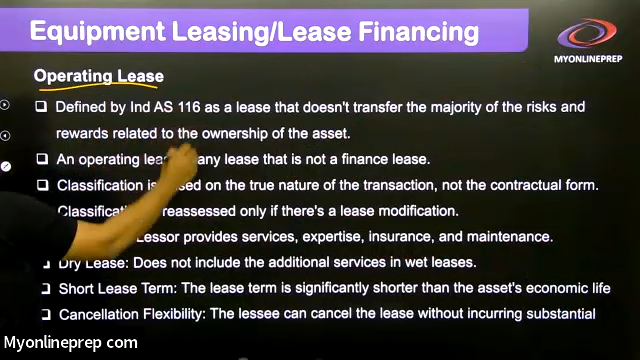 Equipment Leasing/Lease Financing
MYONLINEPREP
Operating Lease
Defined by Ind AS 116 as a lease that doesn't transfer the majority of the risks and
rewards related to the ownership of the asset.
An operating any lease that is not a finance lease.
Classification on the true nature of the transaction, not the contractual form.
reassessed only if there's a lease modification.
Lessor provides services, expertise, insurance, and maintenance.
Dry Lease: Does not include the additional services in wet leases.
Short Lease Term: The lease term is significantly shorter than the asset's economic life
Cancellation Flexibility: The lessee can cancel the lease without incurring substantial
Myonlineprep com